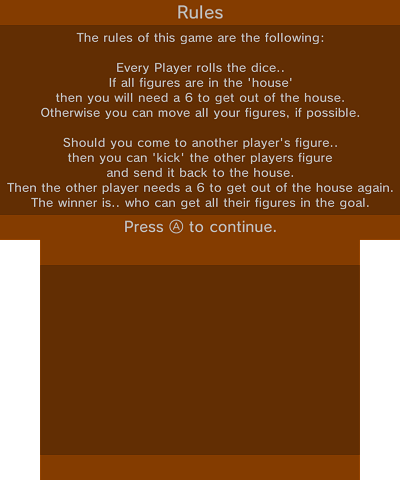 Rules
The rules of this game are the following:
Every Player rolls the dice..
If all figures are in the 'house'
then you will need a 6 to get out of the house.
Otherwise you can move all your figures, if possible.
Should you come to another player's figure..
then you can 'kick' the other players figure
and send it back to the house.
Then the other player needs a 6 to get out of the house again.
The winner is.. who can get all their figures in the goal.
Press Ⓐ to continue.